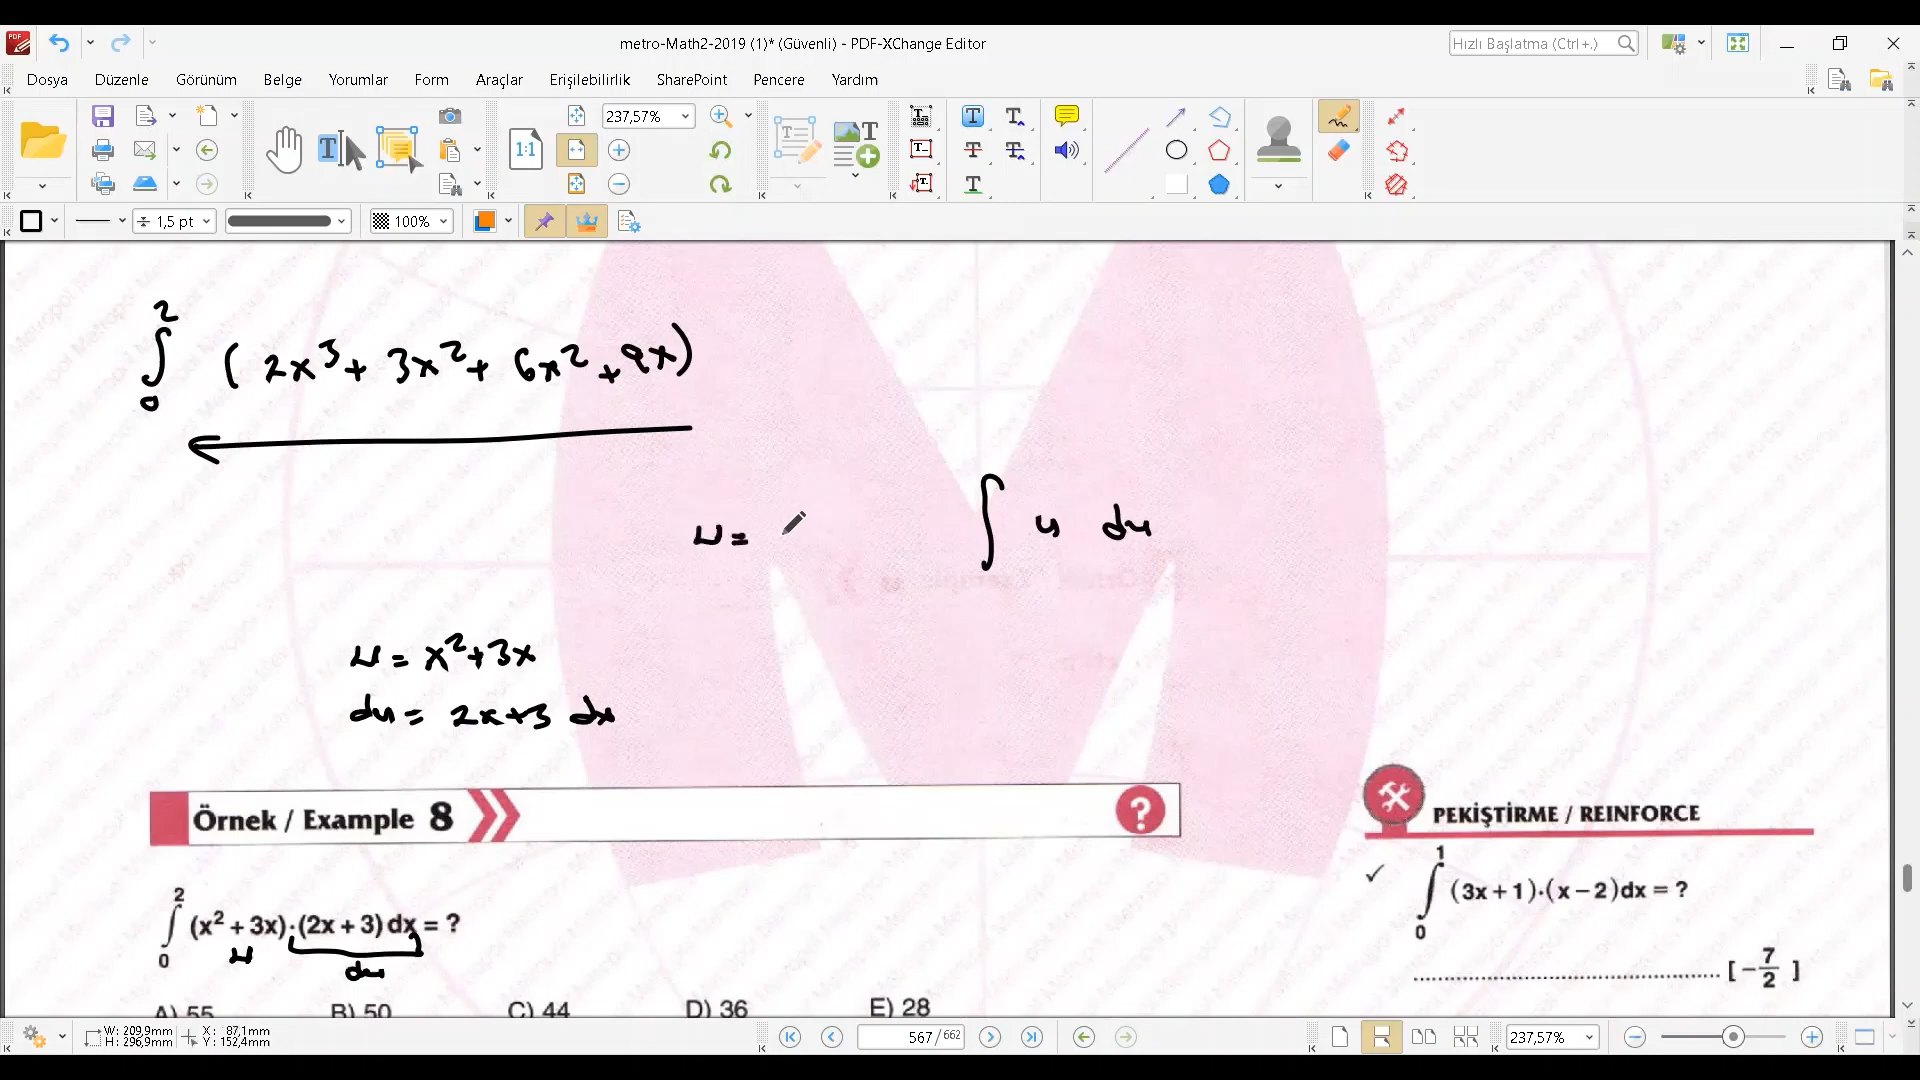 metro-Math2-2019 (1)* (Güvenli) - PDF-XChange Editor
Hızlı Başlatma (Ctrl+.)
Dosya Düzenle Görünüm Belge Yorumlar Form Araçlar Erişilebilirlik SharePoint Pencere Yardım
237,57%
1:1
1,5 pt
100%
∫₀² (2x³ + 3x² + 6x² + 9x)
u =
∫ u du
u = x² + 3x
du = 2x+3 dx
Örnek / Example 8
?
∫₀² (x² + 3x)·(2x + 3) dx = ?
u du
A) 55 B) 50 C) 44 D) 36 E) 28
PEKİŞTİRME / REINFORCE
✓ ∫₀¹ (3x + 1)·(x − 2)dx = ?
[ −7/2 ]
W: 209,9mm
H: 296,9mm
X: 87,1mm
Y: 152,4mm
567 / 662
237,57%